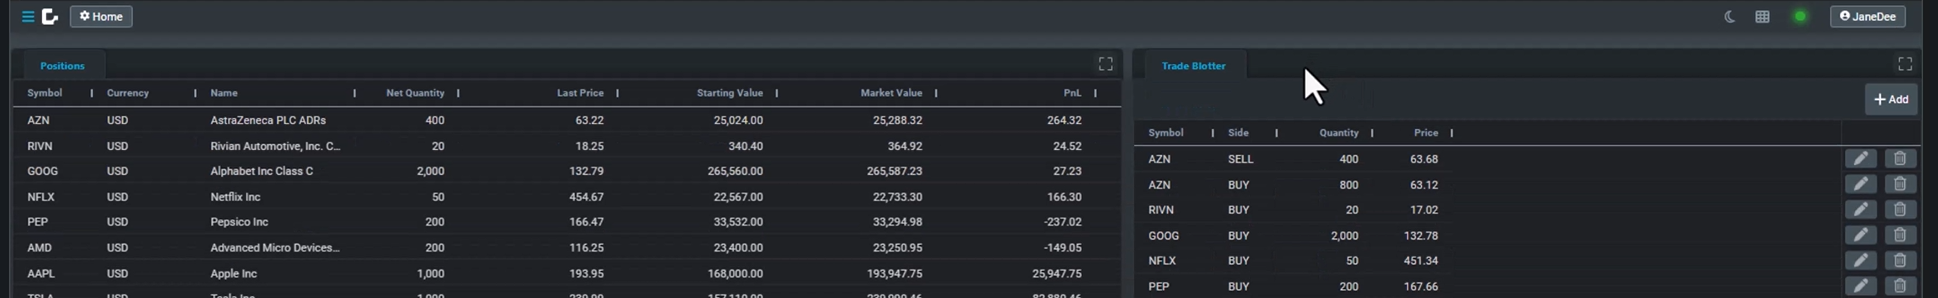 Home
JaneDee
Positions
Symbol Currency Name Net Quantity Last Price Starting Value Market Value PnL
AZN USD AstraZeneca PLC ADRs 400 63.22 25,024.00 25,288.32 264.32
RIVN USD Rivian Automotive, Inc. C... 20 18.25 340.40 364.92 24.52
GOOG USD Alphabet Inc Class C 2,000 132.79 265,560.00 265,587.23 27.23
NFLX USD Netflix Inc 50 454.67 22,567.00 22,733.30 166.30
PEP USD Pepsico Inc 200 166.47 33,532.00 33,294.98 -237.02
AMD USD Advanced Micro Devices... 200 116.25 23,400.00 23,250.95 -149.05
AAPL USD Apple Inc 1,000 193.95 168,000.00 193,947.75 25,947.75
TSLA USD Tesla Inc
Trade Blotter
+ Add
Symbol Side Quantity Price
AZN SELL 400 63.68
AZN BUY 800 63.12
RIVN BUY 20 17.02
GOOG BUY 2,000 132.78
NFLX BUY 50 451.34
PEP BUY 200 167.66